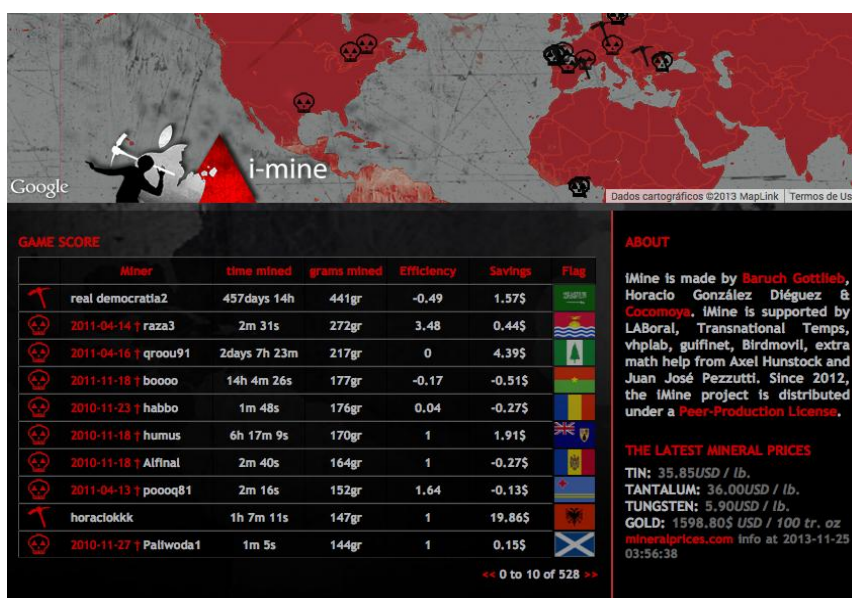 i-mine
Google
Dados cartográficos ©2013 MapLink Termos de Us
GAME SCORE
Miner time mined grams mined Efficiency Savings Flag
real democratia2 457days 14h 441gr -0.49 1.57$
2011-04-14 † raza3 2m 31s 272gr 3.48 0.44$
2011-04-16 † qroou91 2days 7h 23m 217gr 0 4.39$
2011-11-18 † boooo 14h 4m 26s 177gr -0.17 -0.51$
2010-11-23 † habbo 1m 48s 176gr 0.04 -0.27$
2010-11-18 † humus 6h 17m 9s 170gr 1 1.91$
2010-11-18 † Alfinal 2m 40s 164gr 1 -0.27$
2011-04-13 † poooq81 2m 16s 152gr 1.64 -0.13$
horaciokkk 1h 7m 11s 147gr 1 19.86$
2010-11-27 † Paliwoda1 1m 5s 144gr 1 0.15$
<< 0 to 10 of 528 >>
ABOUT
iMine is made by Baruch Gottlieb,
Horacio González Diéguez &
Cocomoya. iMine is supported by
LABoral, Transnational Temps,
vhplab, guifinet, Birdmovil, extra
math help from Axel Hunstock and
Juan José Pezzutti. Since 2012,
the iMine project is distributed
under a Peer-Production License.
THE LATEST MINERAL PRICES
TIN: 35.85USD / lb.
TANTALUM: 36.00USD / lb.
TUNGSTEN: 5.90USD / lb.
GOLD: 1598.80$ USD / 100 tr. oz
mineralprices.com info at 2013-11-25
03:56:38